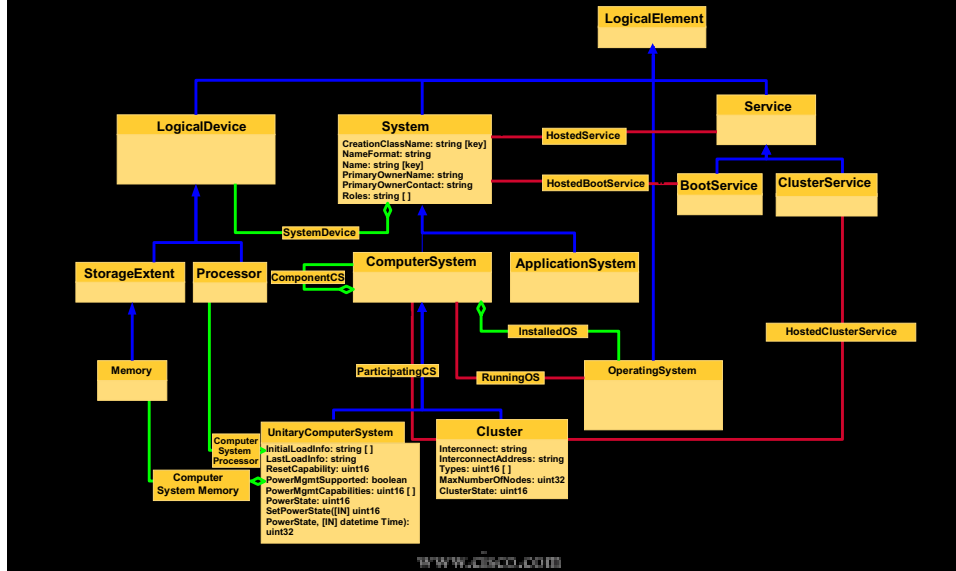 LogicalElement
Service
LogicalDevice
System
CreationClassName: string [key]
NameFormat: string
Name: string [key]
PrimaryOwnerName: string
PrimaryOwnerContact: string
Roles: string [ ]
HostedService
HostedBootService
BootService
ClusterService
SystemDevice
StorageExtent
Processor
ComponentCS
ComputerSystem
ApplicationSystem
InstalledOS
HostedClusterService
Memory
ParticipatingCS
RunningOS
OperatingSystem
Computer
System
Processor
UnitaryComputerSystem
InitialLoadInfo: string [ ]
LastLoadInfo: string
ResetCapability: uint16
PowerMgmtSupported: boolean
PowerMgmtCapabilities: uint16 [ ]
PowerState: uint16
SetPowerState([IN] uint16
PowerState, [IN] datetime Time):
uint32
Cluster
Interconnect: string
InterconnectAddress: string
Types: uint16 [ ]
MaxNumberOfNodes: uint32
ClusterState: uint16
Computer
System Memory
www.cisco.com